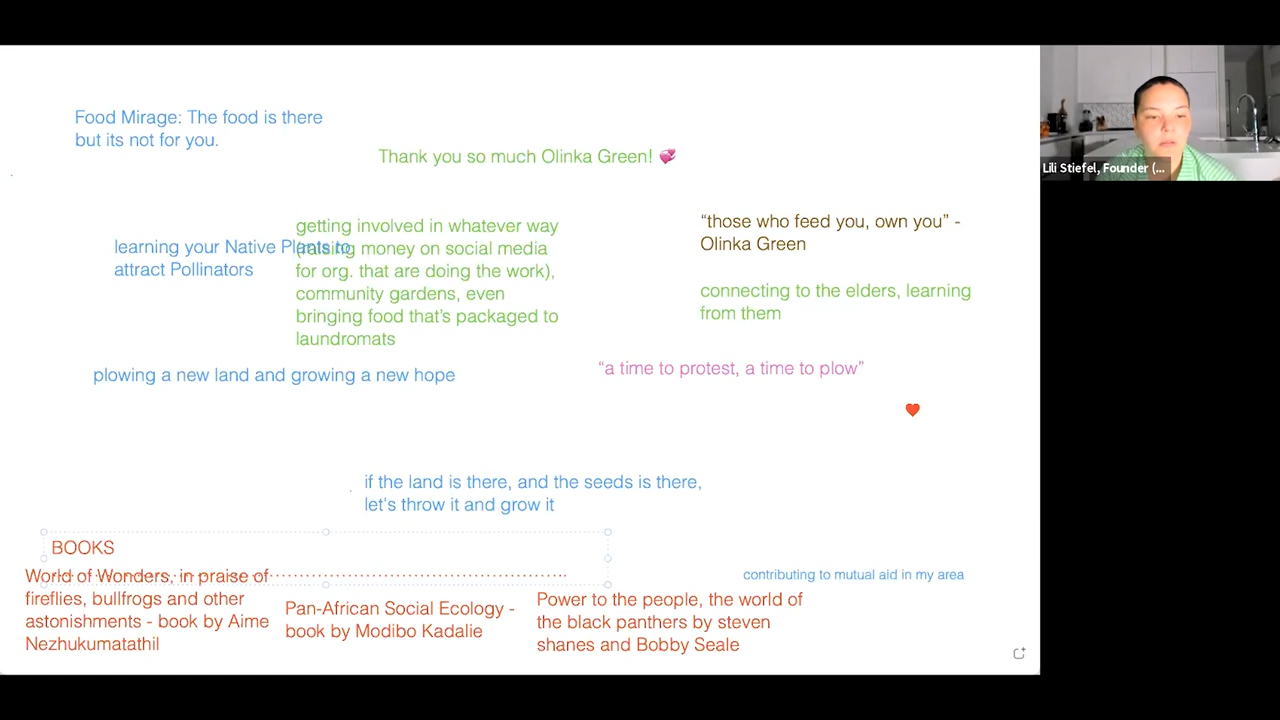 Food Mirage: The food is there
but its not for you.
Thank you so much Olinka Green! 💞
Lili Stiefel, Founder (...
learning your Native Plants to
attract Pollinators
getting involved in whatever way
(raising money on social media
for org. that are doing the work),
community gardens, even
bringing food that's packaged to
laundromats
“those who feed you, own you” -
Olinka Green
connecting to the elders, learning
from them
plowing a new land and growing a new hope
“a time to protest, a time to plow”
if the land is there, and the seeds is there,
let's throw it and grow it
BOOKS
World of Wonders, in praise of
fireflies, bullfrogs and other
astonishments - book by Aime
Nezhukumatathil
Pan-African Social Ecology -
book by Modibo Kadalie
Power to the people, the world of
the black panthers by steven
shanes and Bobby Seale
contributing to mutual aid in my area